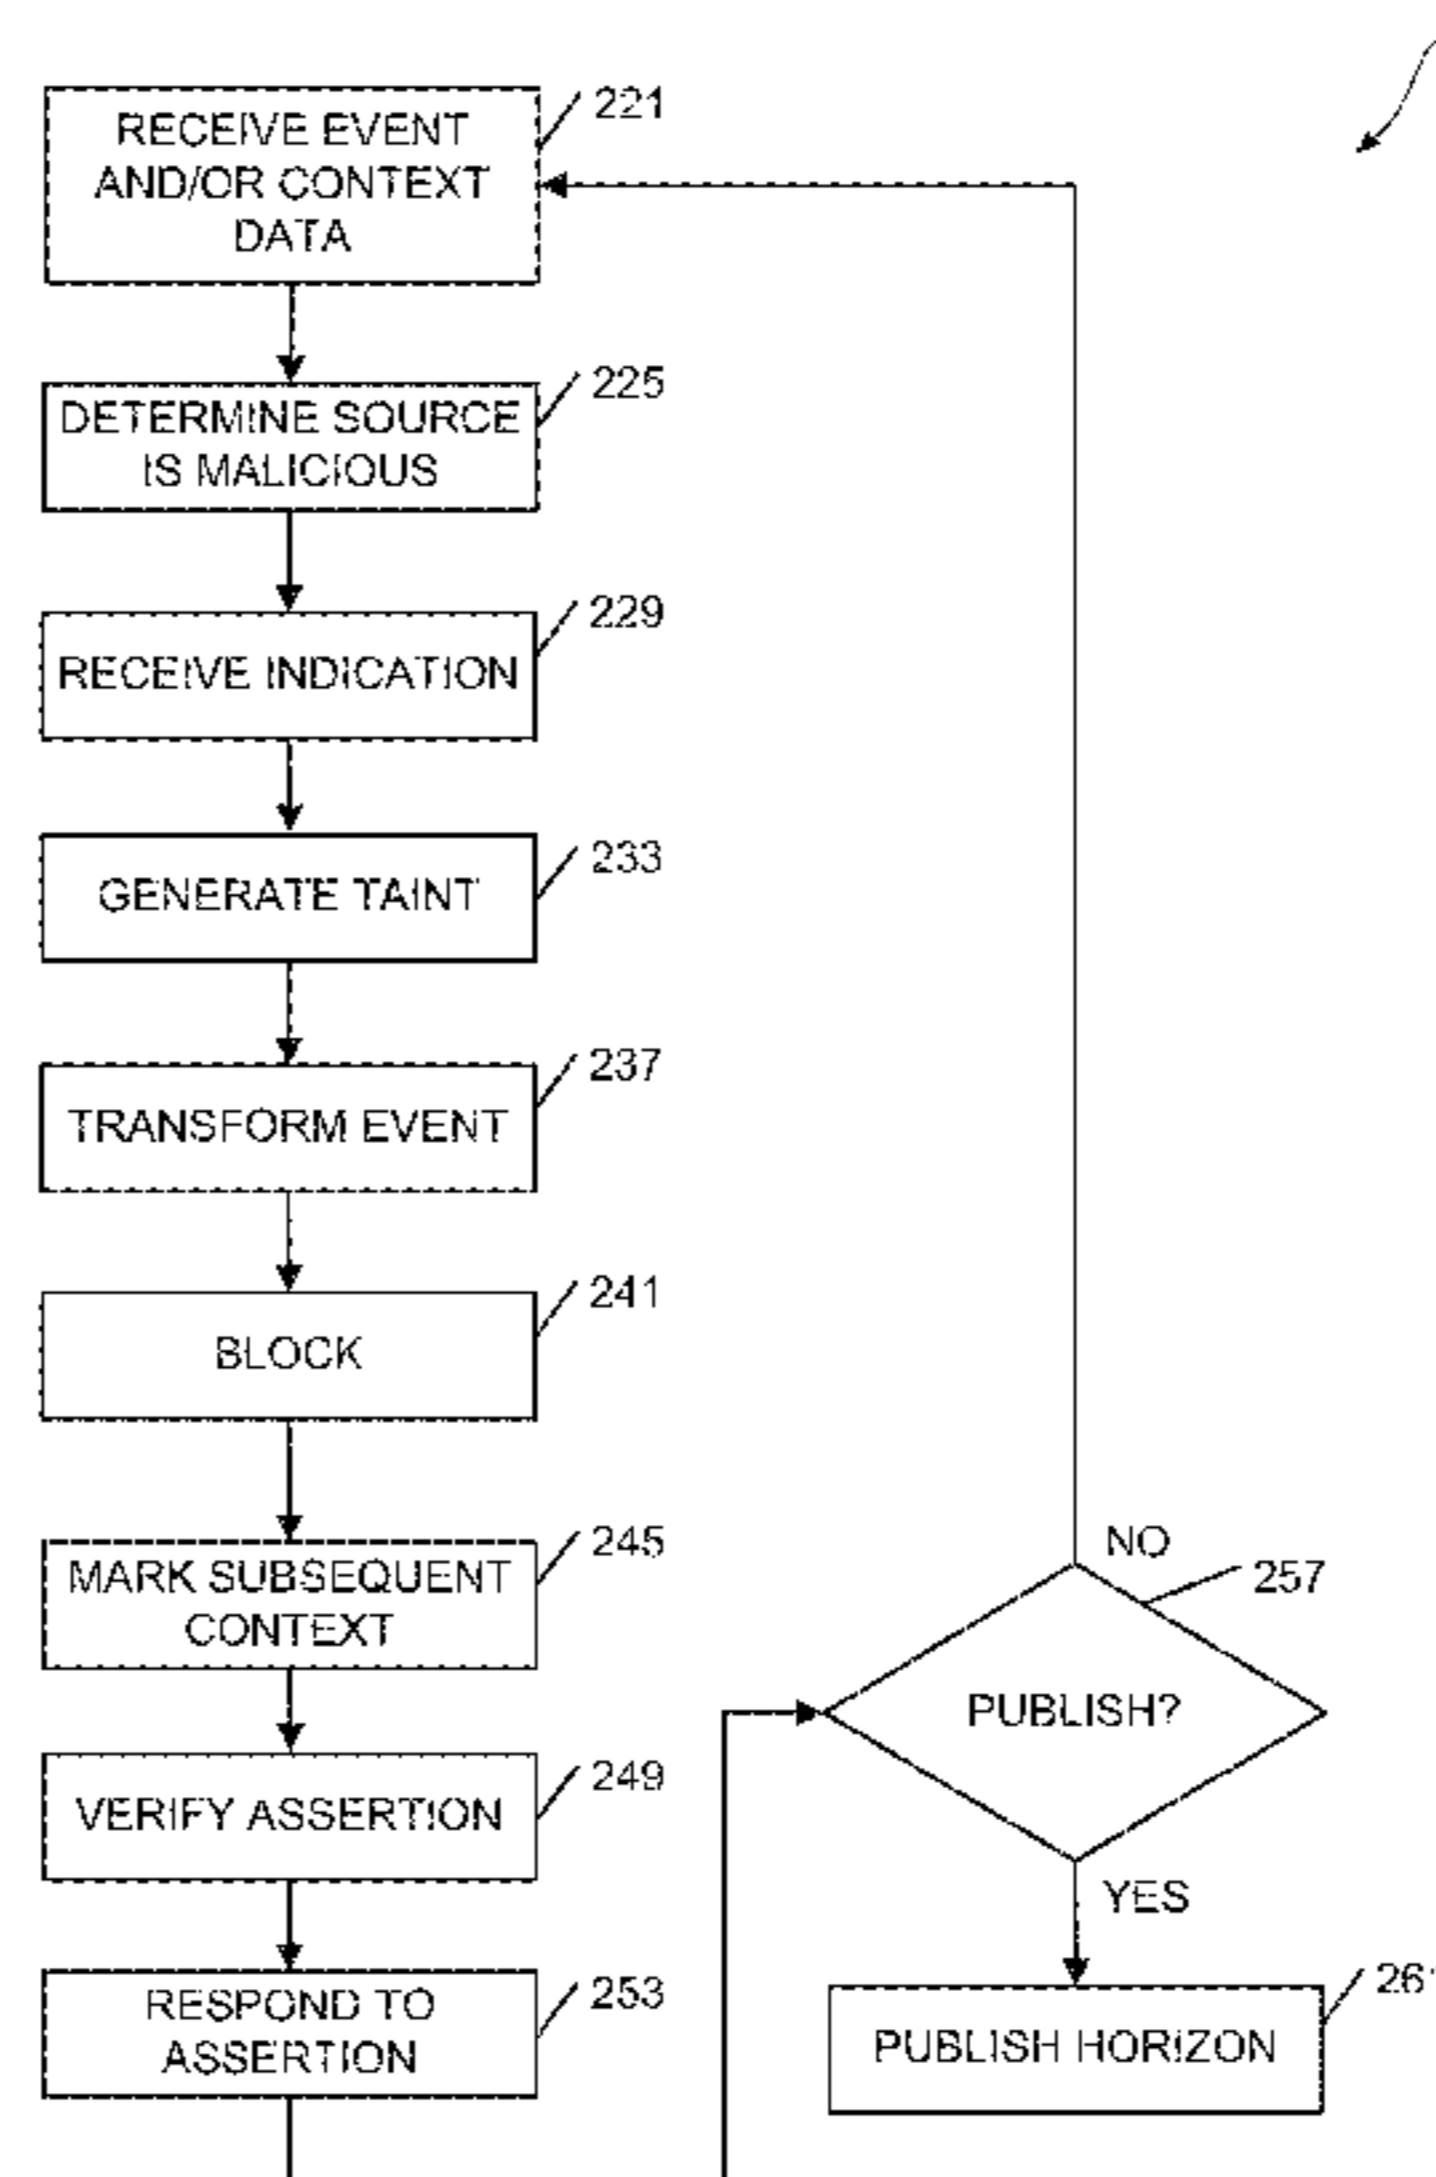 RECEIVE EVENT
AND/OR CONTEXT
DATA
221
DETERMINE SOURCE
IS MALICIOUS
225
RECEIVE INDICATION
229
GENERATE TAINT
233
TRANSFORM EVENT
237
BLOCK
241
MARK SUBSEQUENT
CONTEXT
245
VERIFY ASSERTION
249
RESPOND TO
ASSERTION
253
NO
257
PUBLISH?
YES
PUBLISH HORIZON